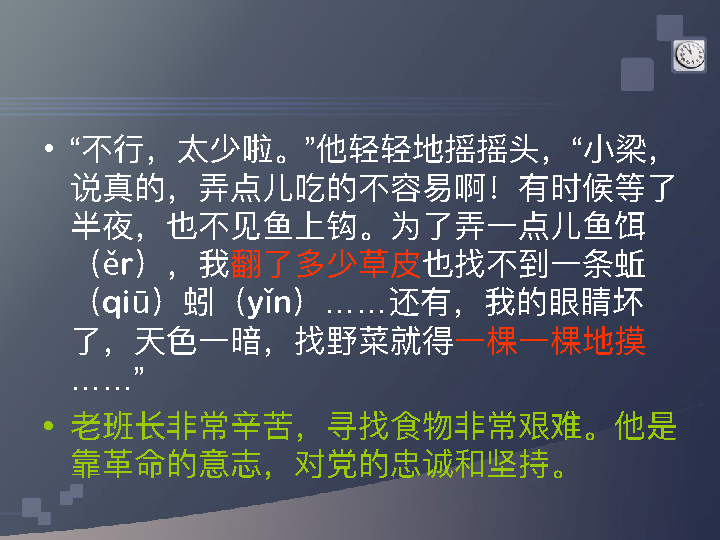 • “不行，太少啦。”他轻轻地摇摇头，“小梁，
说真的，弄点儿吃的不容易啊！有时候等了
半夜，也不见鱼上钩。为了弄一点儿鱼饵
（ěr），我翻了多少草皮也找不到一条蚯
（qiū）蚓（yǐn）……还有，我的眼睛坏
了，天色一暗，找野菜就得一棵一棵地摸
……”
• 老班长非常辛苦，寻找食物非常艰难。他是
靠革命的意志，对党的忠诚和坚持。